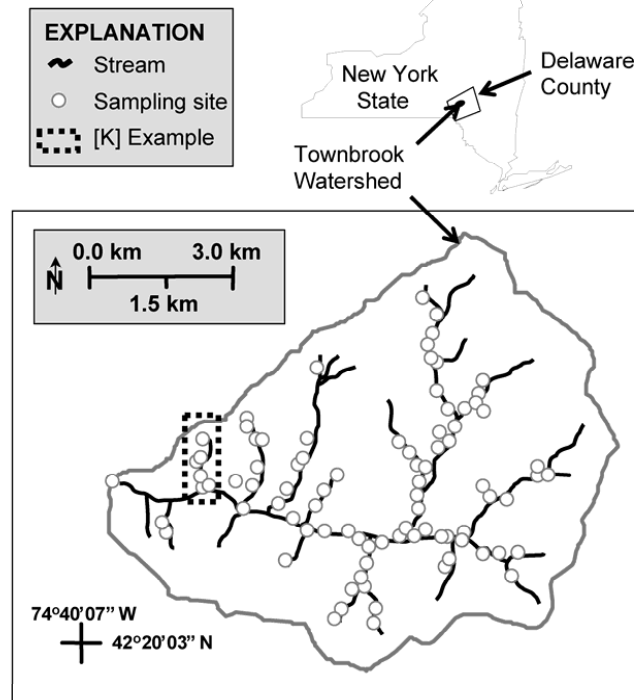 EXPLANATION
Stream
Sampling site
[K] Example
New York
State
Delaware
County
Townbrook
Watershed
0.0 km 3.0 km
N
1.5 km
74°40'07" W
42°20'03" N